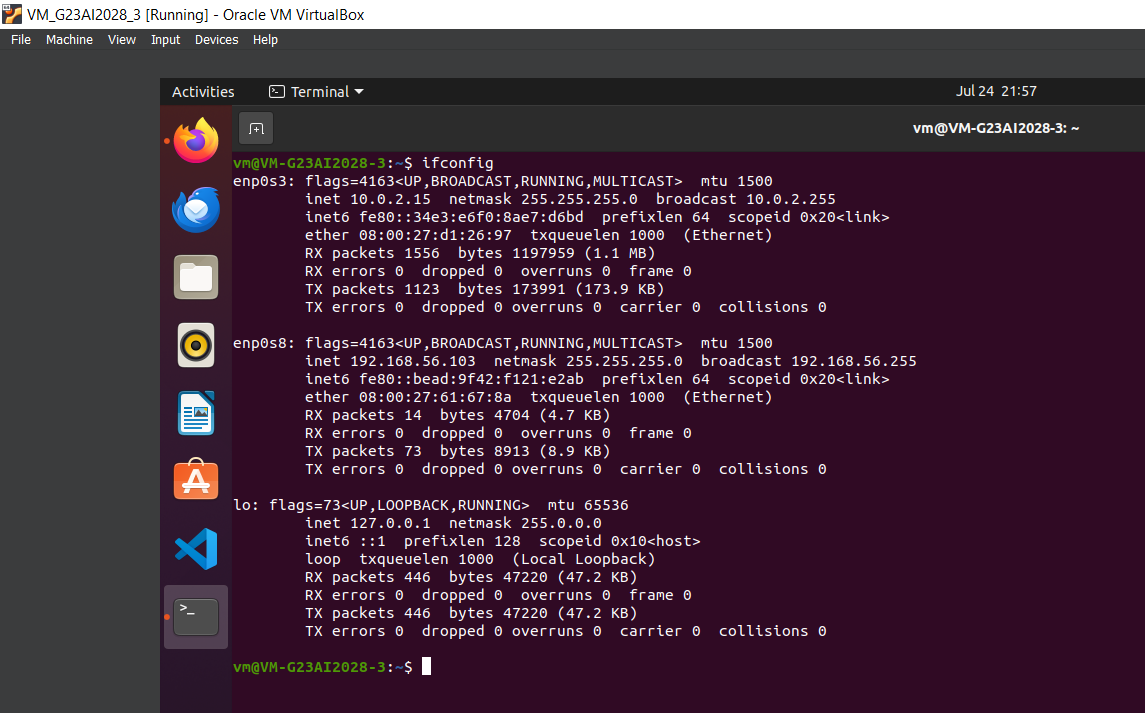 VM_G23AI2028_3 [Running] - Oracle VM VirtualBox
File Machine View Input Devices Help
Activities Terminal Jul 24 21:57
vm@VM-G23AI2028-3: ~
vm@VM-G23AI2028-3:~$ ifconfig
enp0s3: flags=4163<UP,BROADCAST,RUNNING,MULTICAST>  mtu 1500
        inet 10.0.2.15  netmask 255.255.255.0  broadcast 10.0.2.255
        inet6 fe80::34e3:e6f0:8ae7:d6bd  prefixlen 64  scopeid 0x20<link>
        ether 08:00:27:d1:26:97  txqueuelen 1000  (Ethernet)
        RX packets 1556  bytes 1197959 (1.1 MB)
        RX errors 0  dropped 0  overruns 0  frame 0
        TX packets 1123  bytes 173991 (173.9 KB)
        TX errors 0  dropped 0 overruns 0  carrier 0  collisions 0

enp0s8: flags=4163<UP,BROADCAST,RUNNING,MULTICAST>  mtu 1500
        inet 192.168.56.103  netmask 255.255.255.0  broadcast 192.168.56.255
        inet6 fe80::bead:9f42:f121:e2ab  prefixlen 64  scopeid 0x20<link>
        ether 08:00:27:61:67:8a  txqueuelen 1000  (Ethernet)
        RX packets 14  bytes 4704 (4.7 KB)
        RX errors 0  dropped 0  overruns 0  frame 0
        TX packets 73  bytes 8913 (8.9 KB)
        TX errors 0  dropped 0 overruns 0  carrier 0  collisions 0

lo: flags=73<UP,LOOPBACK,RUNNING>  mtu 65536
        inet 127.0.0.1  netmask 255.0.0.0
        inet6 ::1  prefixlen 128  scopeid 0x10<host>
        loop  txqueuelen 1000  (Local Loopback)
        RX packets 446  bytes 47220 (47.2 KB)
        RX errors 0  dropped 0  overruns 0  frame 0
        TX packets 446  bytes 47220 (47.2 KB)
        TX errors 0  dropped 0 overruns 0  carrier 0  collisions 0

vm@VM-G23AI2028-3:~$